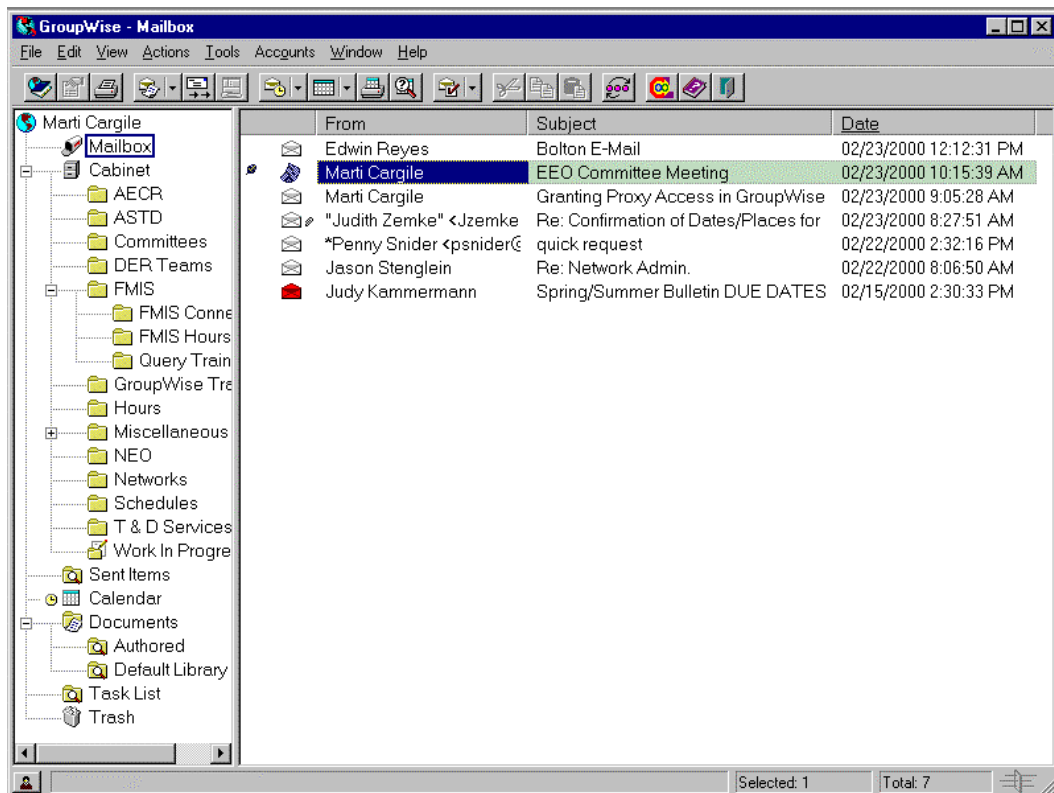 GroupWise - Mailbox
File Edit View Actions Tools Accounts Window Help
Marti Cargile
Mailbox
Cabinet
AECR
ASTD
Committees
DER Teams
FMIS
FMIS Conne
FMIS Hours
Query Train
GroupWise Tra
Hours
Miscellaneous
NEO
Networks
Schedules
T & D Services
Work In Progre
Sent Items
Calendar
Documents
Authored
Default Library
Task List
Trash
From Subject Date
Edwin Reyes Bolton E-Mail 02/23/2000 12:12:31 PM
Marti Cargile EEO Committee Meeting 02/23/2000 10:15:39 AM
Marti Cargile Granting Proxy Access in GroupWise 02/23/2000 9:05:28 AM
"Judith Zemke" <Jzemke Re: Confirmation of Dates/Places for 02/23/2000 8:27:51 AM
*Penny Snider <psnider@ quick request 02/22/2000 2:32:16 PM
Jason Stenglein Re: Network Admin. 02/22/2000 8:06:50 AM
Judy Kammermann Spring/Summer Bulletin DUE DATES 02/15/2000 2:30:33 PM
Selected: 1 Total: 7